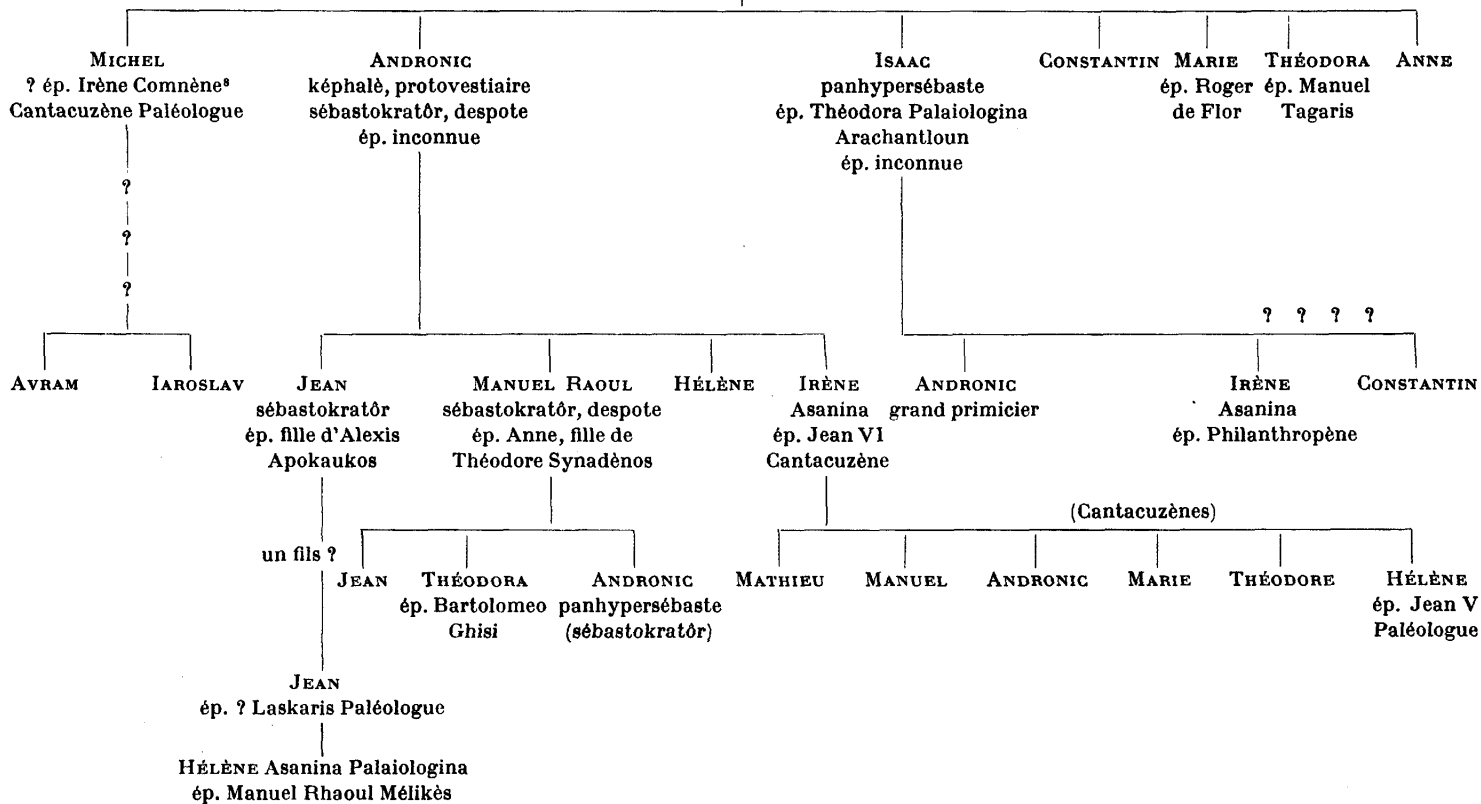 MICHEL
? ép. Irène Comnène⁸
Cantacuzène Paléologue
ANDRONIC
képhalè, protovestiaire
sébastokratôr, despote
ép. inconnue
ISAAC
panhypersébaste
ép. Théodora Palaiologina
Arachantloun
ép. inconnue
CONSTANTIN
MARIE
ép. Roger
de Flor
THÉODORA
ép. Manuel
Tagaris
ANNE
?
?
?
? ? ? ?
AVRAM
IAROSLAV
JEAN
sébastokratôr
ép. fille d'Alexis
Apokaukos
MANUEL RAOUL
sébastokratôr, despote
ép. Anne, fille de
Théodore Synadènos
HÉLÈNE
IRÈNE
Asanina
ép. Jean VI
Cantacuzène
ANDRONIC
grand primicier
IRÈNE
Asanina
ép. Philanthropène
CONSTANTIN
(Cantacuzènes)
un fils ?
JEAN
THÉODORA
ép. Bartolomeo
Ghisi
ANDRONIC
panhypersébaste
(sébastokratôr)
MATHIEU
MANUEL
ANDRONIC
MARIE
THÉODORE
HÉLÈNE
ép. Jean V
Paléologue
JEAN
ép. ? Laskaris Paléologue
HÉLÈNE Asanina Palaiologina
ép. Manuel Rhaoul Mélikès